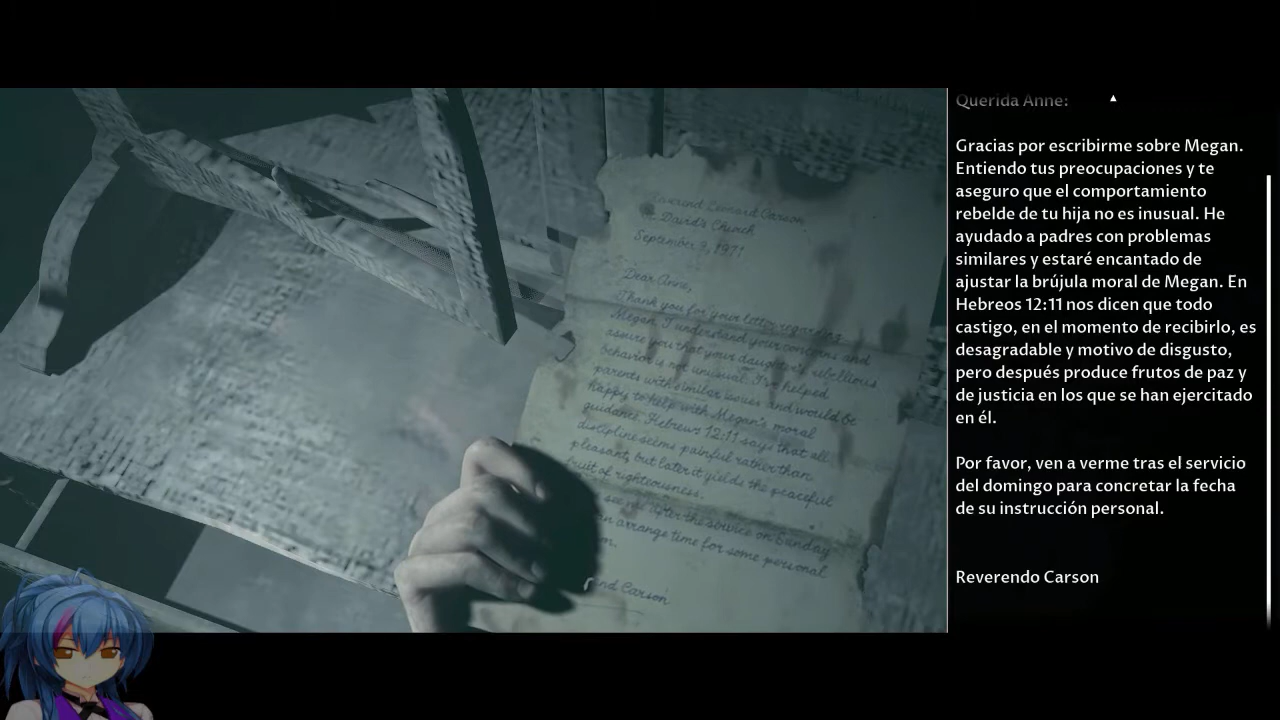 Reverend Leonard Carson
St. David's Church
September 3, 1971
Dear Anne,
Thank you for your letter regarding
Megan. I understand your concerns and
assure you that your daughter's rebellious
behavior is not unusual. I've helped
parents with similar issues and would be
happy to help with Megan's moral
guidance. Hebrews 12:11 says that all
discipline seems painful rather than
pleasant, but later it yields the peaceful
fruit of righteousness.
see me after the service on Sunday
arrange time for some personal
Carson
Querida Anne:
Gracias por escribirme sobre Megan.
Entiendo tus preocupaciones y te
aseguro que el comportamiento
rebelde de tu hija no es inusual. He
ayudado a padres con problemas
similares y estaré encantado de
ajustar la brújula moral de Megan. En
Hebreos 12:11 nos dicen que todo
castigo, en el momento de recibirlo, es
desagradable y motivo de disgusto,
pero después produce frutos de paz y
de justicia en los que se han ejercitado
en él.
Por favor, ven a verme tras el servicio
del domingo para concretar la fecha
de su instrucción personal.
Reverendo Carson